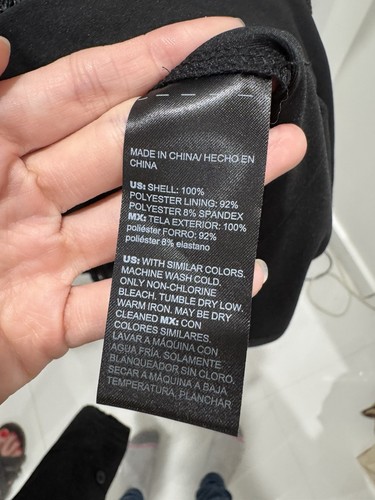 MADE IN CHINA/ HECHO EN
CHINA
US: SHELL: 100%
POLYESTER LINING: 92%
POLYESTER 8% SPANDEX
MX: TELA EXTERIOR: 100%
poliéster FORRO: 92%
poliéster 8% elastano
US: WITH SIMILAR COLORS.
MACHINE WASH COLD.
ONLY NON-CHLORINE
BLEACH. TUMBLE DRY LOW.
WARM IRON. MAY BE DRY
CLEANED MX: CON
COLORES SIMILARES.
LAVAR A MÁQUINA CON
AGUA FRÍA. SOLAMENTE
BLANQUEADOR SIN CLORO.
SECAR A MÁQUINA A BAJA
TEMPERATURA, PLANCHAR